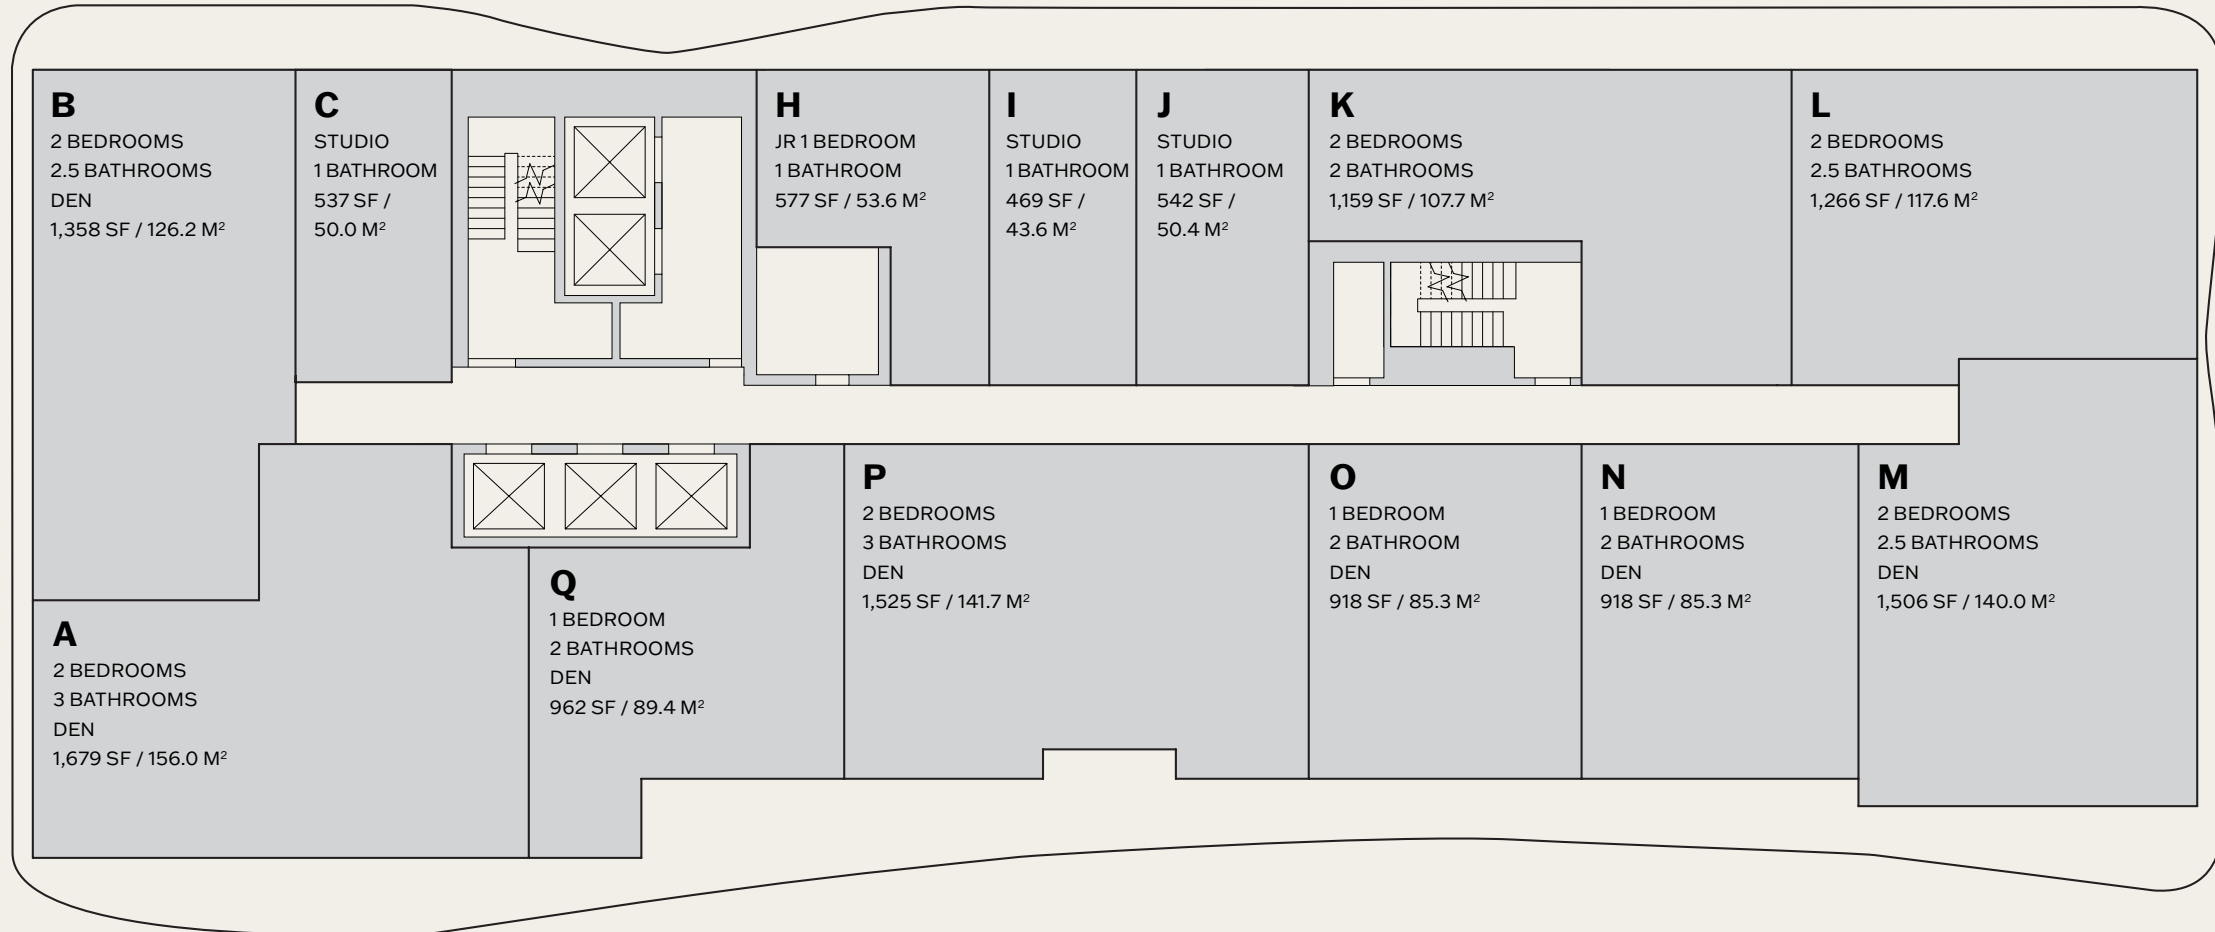 B
2 BEDROOMS
2.5 BATHROOMS
DEN
1,358 SF / 126.2 M²
C
STUDIO
1 BATHROOM
537 SF /
50.0 M²
H
JR 1 BEDROOM
1 BATHROOM
577 SF / 53.6 M²
I
STUDIO
1 BATHROOM
469 SF /
43.6 M²
J
STUDIO
1 BATHROOM
542 SF /
50.4 M²
K
2 BEDROOMS
2 BATHROOMS
1,159 SF / 107.7 M²
L
2 BEDROOMS
2.5 BATHROOMS
1,266 SF / 117.6 M²
A
2 BEDROOMS
3 BATHROOMS
DEN
1,679 SF / 156.0 M²
Q
1 BEDROOM
2 BATHROOMS
DEN
962 SF / 89.4 M²
P
2 BEDROOMS
3 BATHROOMS
DEN
1,525 SF / 141.7 M²
O
1 BEDROOM
2 BATHROOM
DEN
918 SF / 85.3 M²
N
1 BEDROOM
2 BATHROOMS
DEN
918 SF / 85.3 M²
M
2 BEDROOMS
2.5 BATHROOMS
DEN
1,506 SF / 140.0 M²